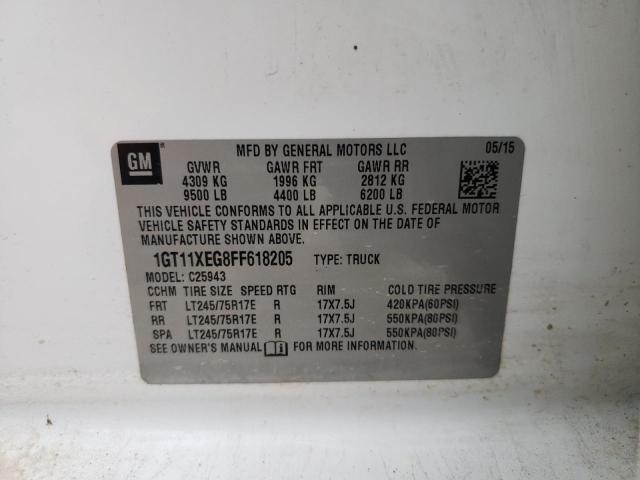 GM
MFD BY GENERAL MOTORS LLC 05/15
GVWR GAWR FRT GAWR RR
4309 KG 1996 KG 2812 KG
9500 LB 4400 LB 6200 LB
THIS VEHICLE CONFORMS TO ALL APPLICABLE U.S. FEDERAL MOTOR
VEHICLE SAFETY STANDARDS IN EFFECT ON THE DATE OF
MANUFACTURE SHOWN ABOVE.
1GT11XEG8FF618205 TYPE: TRUCK
MODEL: C25943
CCHM TIRE SIZE SPEED RTG RIM COLD TIRE PRESSURE
FRT LT245/75R17E R 17X7.5J 420KPA(60PSI)
RR LT245/75R17E R 17X7.5J 550KPA(80PSI)
SPA LT245/75R17E R 17X7.5J 550KPA(80PSI)
SEE OWNER'S MANUAL FOR MORE INFORMATION.